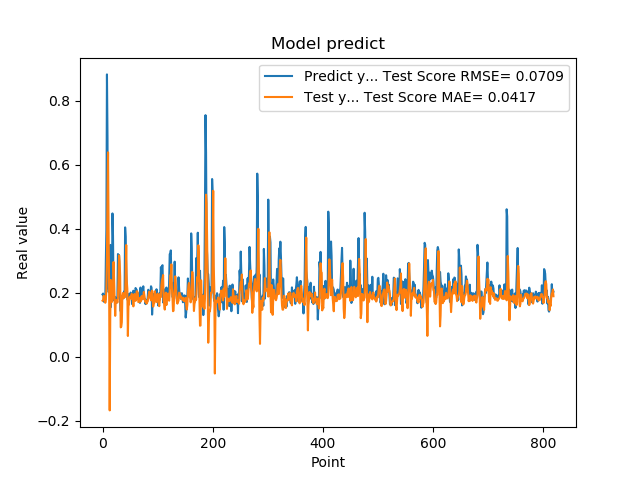 Model predict
Predict y... Test Score RMSE= 0.0709
Test y... Test Score MAE= 0.0417
Real value
0.8
0.6
0.4
0.2
0.0
−0.2
0 200 400 600 800
Point